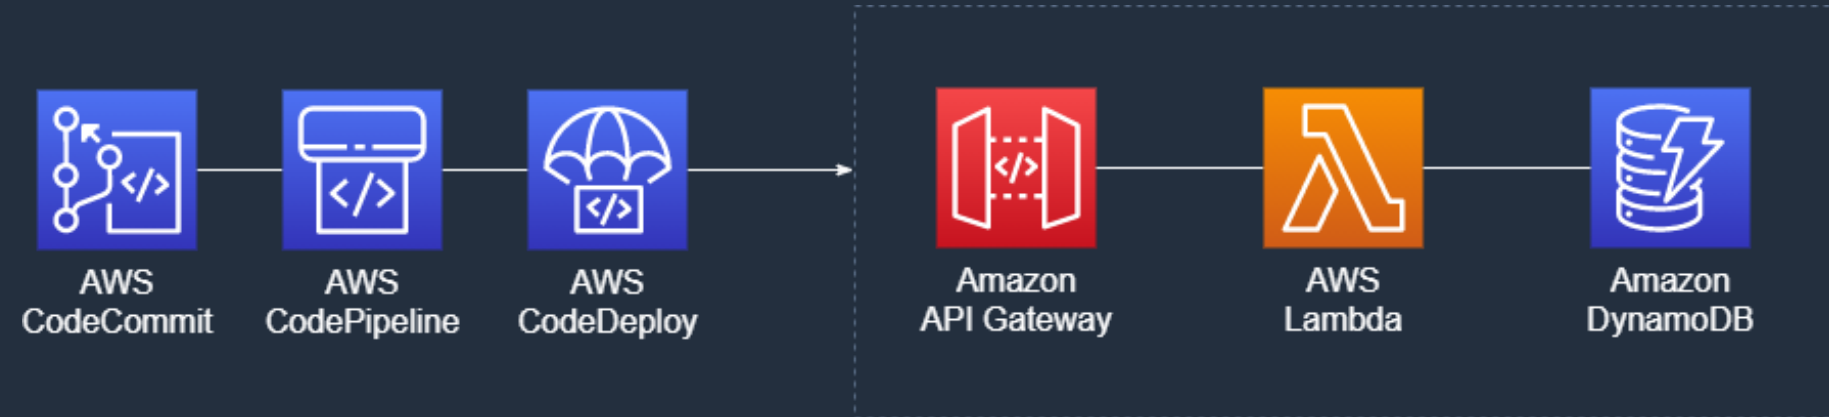 AWS
CodeCommit
AWS
CodePipeline
AWS
CodeDeploy
Amazon
API Gateway
AWS
Lambda
Amazon
DynamoDB